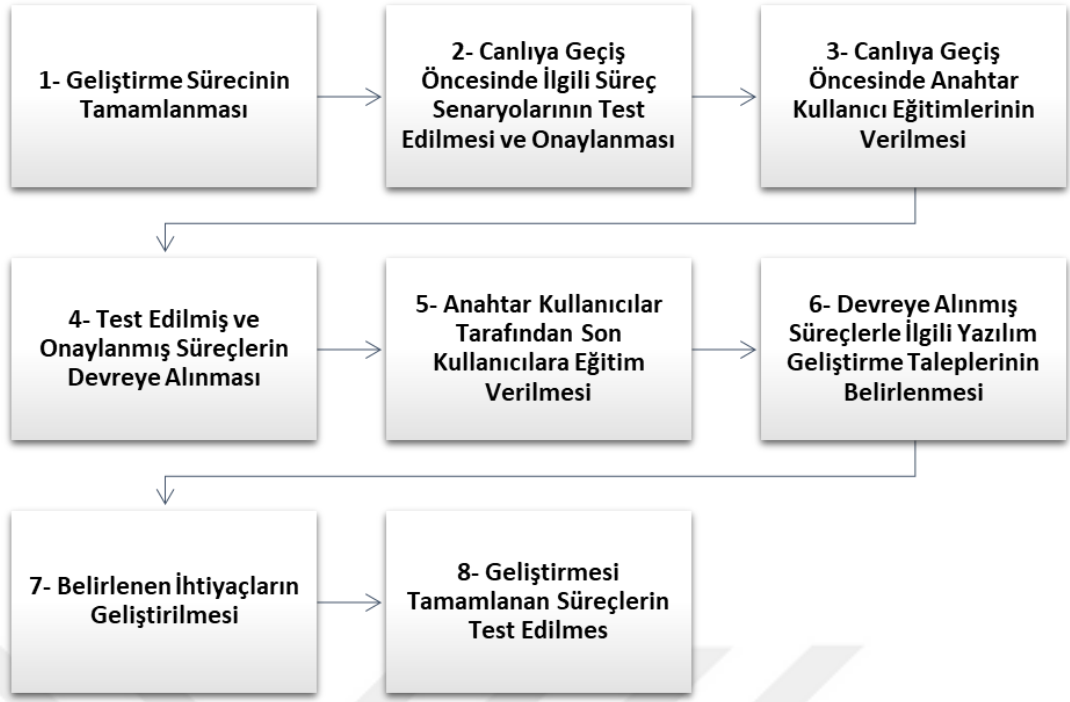 1- Geliştirme Sürecinin
Tamamlanması
2- Canlıya Geçiş
Öncesinde İlgili Süreç
Senaryolarının Test
Edilmesi ve Onaylanması
3- Canlıya Geçiş
Öncesinde Anahtar
Kullanıcı Eğitimlerinin
Verilmesi
4- Test Edilmiş ve
Onaylanmış Süreçlerin
Devreye Alınması
5- Anahtar Kullanıcılar
Tarafından Son
Kullanıcılara Eğitim
Verilmesi
6- Devreye Alınmış
Süreçlerle İlgili Yazılım
Geliştirme Taleplerinin
Belirlenmesi
7- Belirlenen İhtiyaçların
Geliştirilmesi
8- Geliştirmesi
Tamamlanan Süreçlerin
Test Edilmes